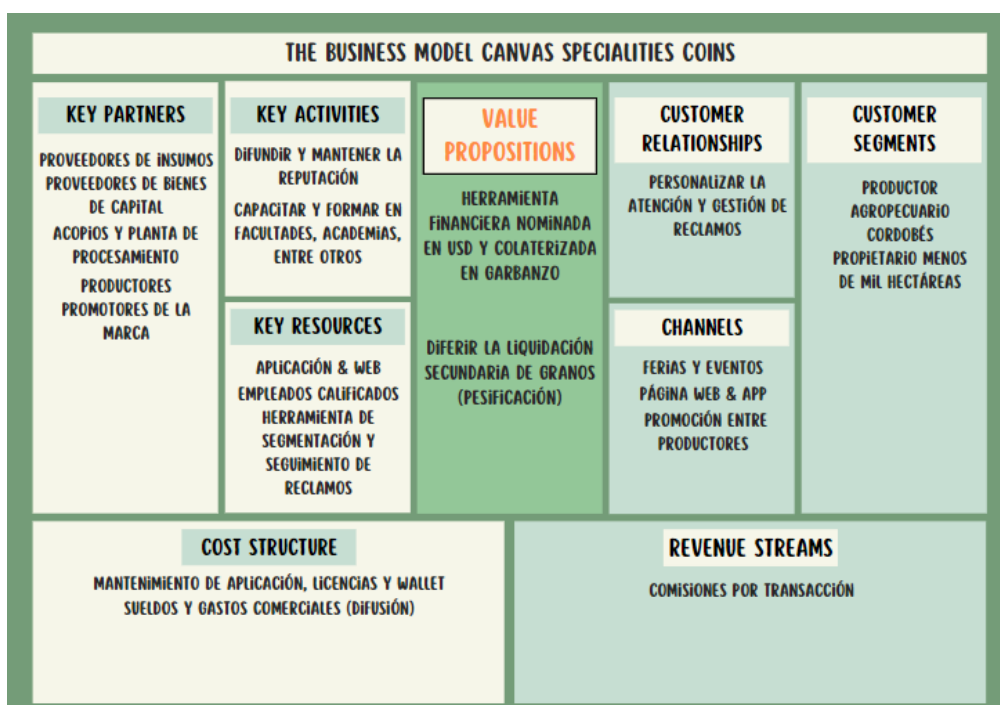 THE BUSINESS MODEL CANVAS SPECIALITIES COINS
KEY PARTNERS
PROVEEDORES DE INSUMOS
PROVEEDORES DE BIENES
DE CAPITAL
ACOPIOS Y PLANTA DE
PROCESAMIENTO
PRODUCTORES
PROMOTORES DE LA
MARCA
KEY ACTIVITIES
DIFUNDIR Y MANTENER LA
REPUTACIÓN
CAPACITAR Y FORMAR EN
FACULTADES, ACADEMIAS,
ENTRE OTROS
KEY RESOURCES
APLICACIÓN & WEB
EMPLEADOS CALIFICADOS
HERRAMIENTA DE
SEGMENTACIÓN Y
SEGUIMIENTO DE
RECLAMOS
VALUE
PROPOSITIONS
HERRAMIENTA
FINANCIERA NOMINADA
EN USD Y COLATERIZADA
EN GARBANZO
DIFERIR LA LIQUIDACIÓN
SECUNDARIA DE GRANOS
(PESIFICACIÓN)
CUSTOMER
RELATIONSHIPS
PERSONALIZAR LA
ATENCIÓN Y GESTIÓN DE
RECLAMOS
CHANNELS
FERIAS Y EVENTOS
PÁGINA WEB & APP
PROMOCIÓN ENTRE
PRODUCTORES
CUSTOMER
SEGMENTS
PRODUCTOR
AGROPECUARIO
CORDOBÉS
PROPIETARIO MENOS
DE MIL HECTÁREAS
COST STRUCTURE
MANTENIMIENTO DE APLICACIÓN, LICENCIAS Y WALLET
SUELDOS Y GASTOS COMERCIALES (DIFUSIÓN)
REVENUE STREAMS
COMISIONES POR TRANSACCIÓN